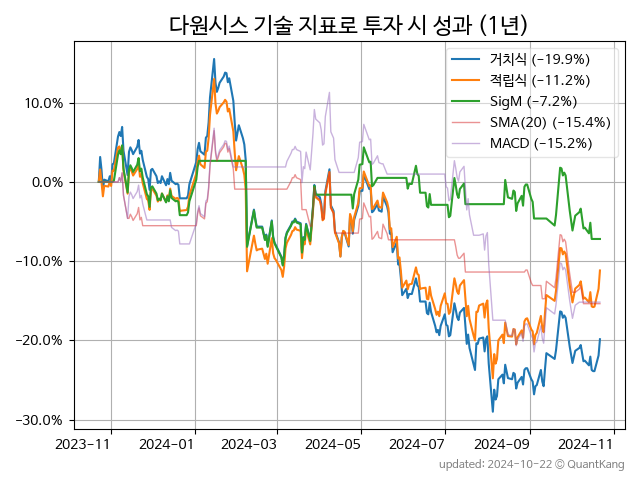 다원시스 기술 지표로 투자 시 성과 (1년)
거치식 (−19.9%)
적립식 (−11.2%)
SigM (−7.2%)
SMA(20) (−15.4%)
MACD (−15.2%)
10.0%
0.0%
−10.0%
−20.0%
−30.0%
2023-11
2024-01
2024-03
2024-05
2024-07
2024-09
2024-11
updated: 2024-10-22 © QuantKang